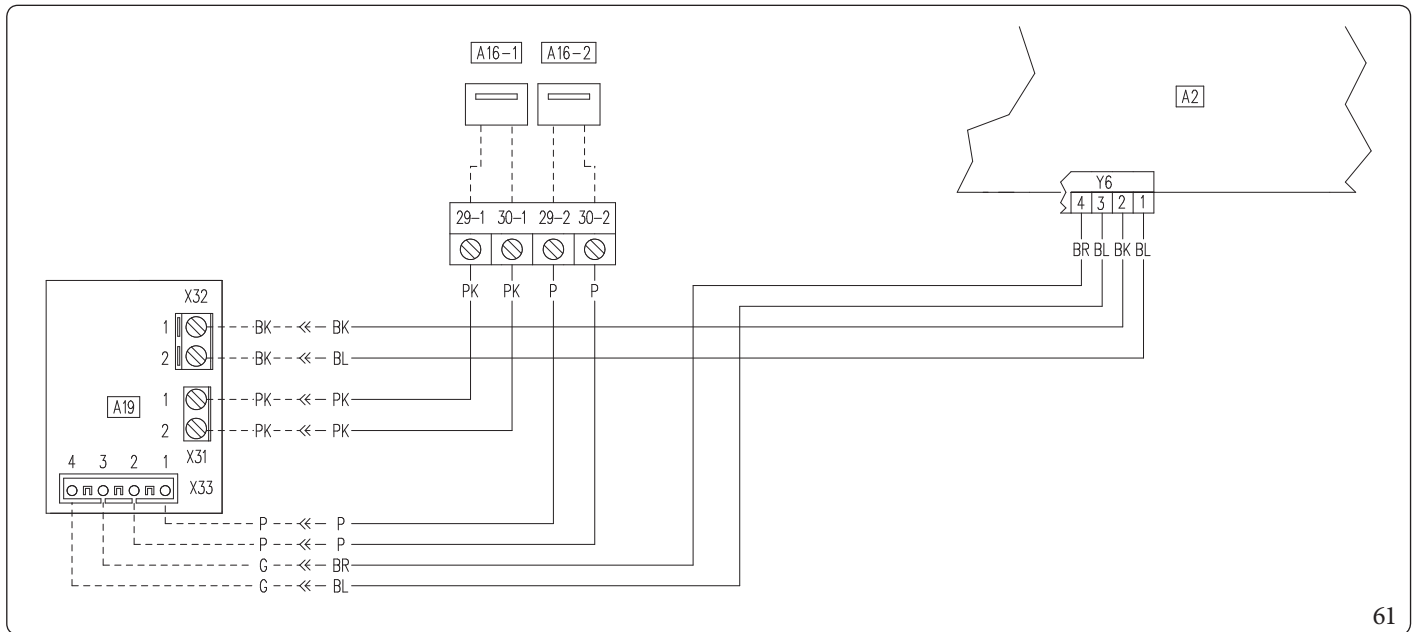 A16-1 A16-2
A2
Y6
4 3 2 1
29-1 30-1 29-2 30-2
BR BL BK BL
PK PK P P
X32
1 BK BK
2 BK BL
A19
1 PK PK
2 PK PK
X31
4 3 2 1
X33
P P
P P
G BR
G BL
61